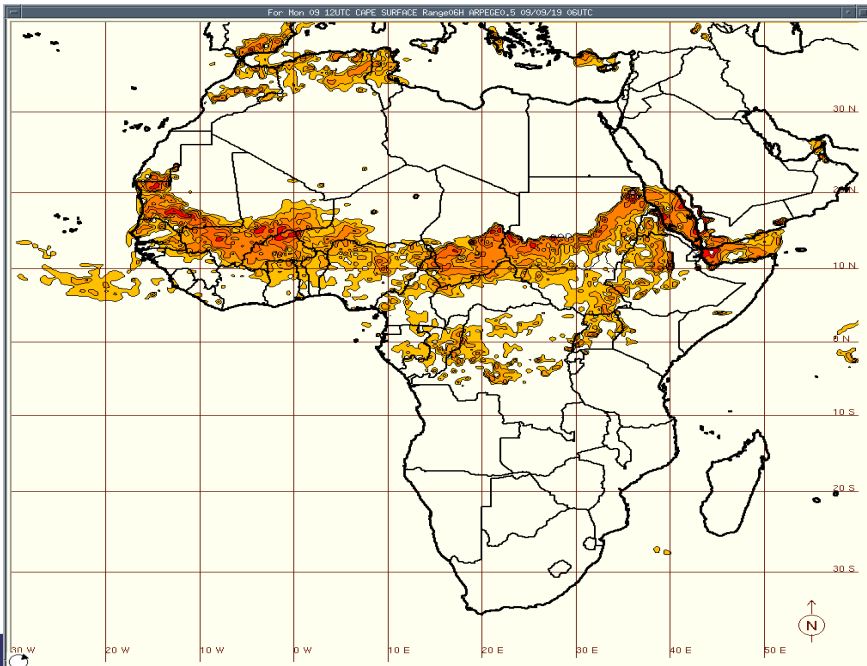 For Mon 09 12UTC CAPE SURFACE Range06H ARPEGE0.5 09/09/19 06UTC
30 N
10 N
0 N
10 S
20 S
30 S
N
30 W
20 W
10 W
0 W
10 E
20 E
30 E
40 E
50 E